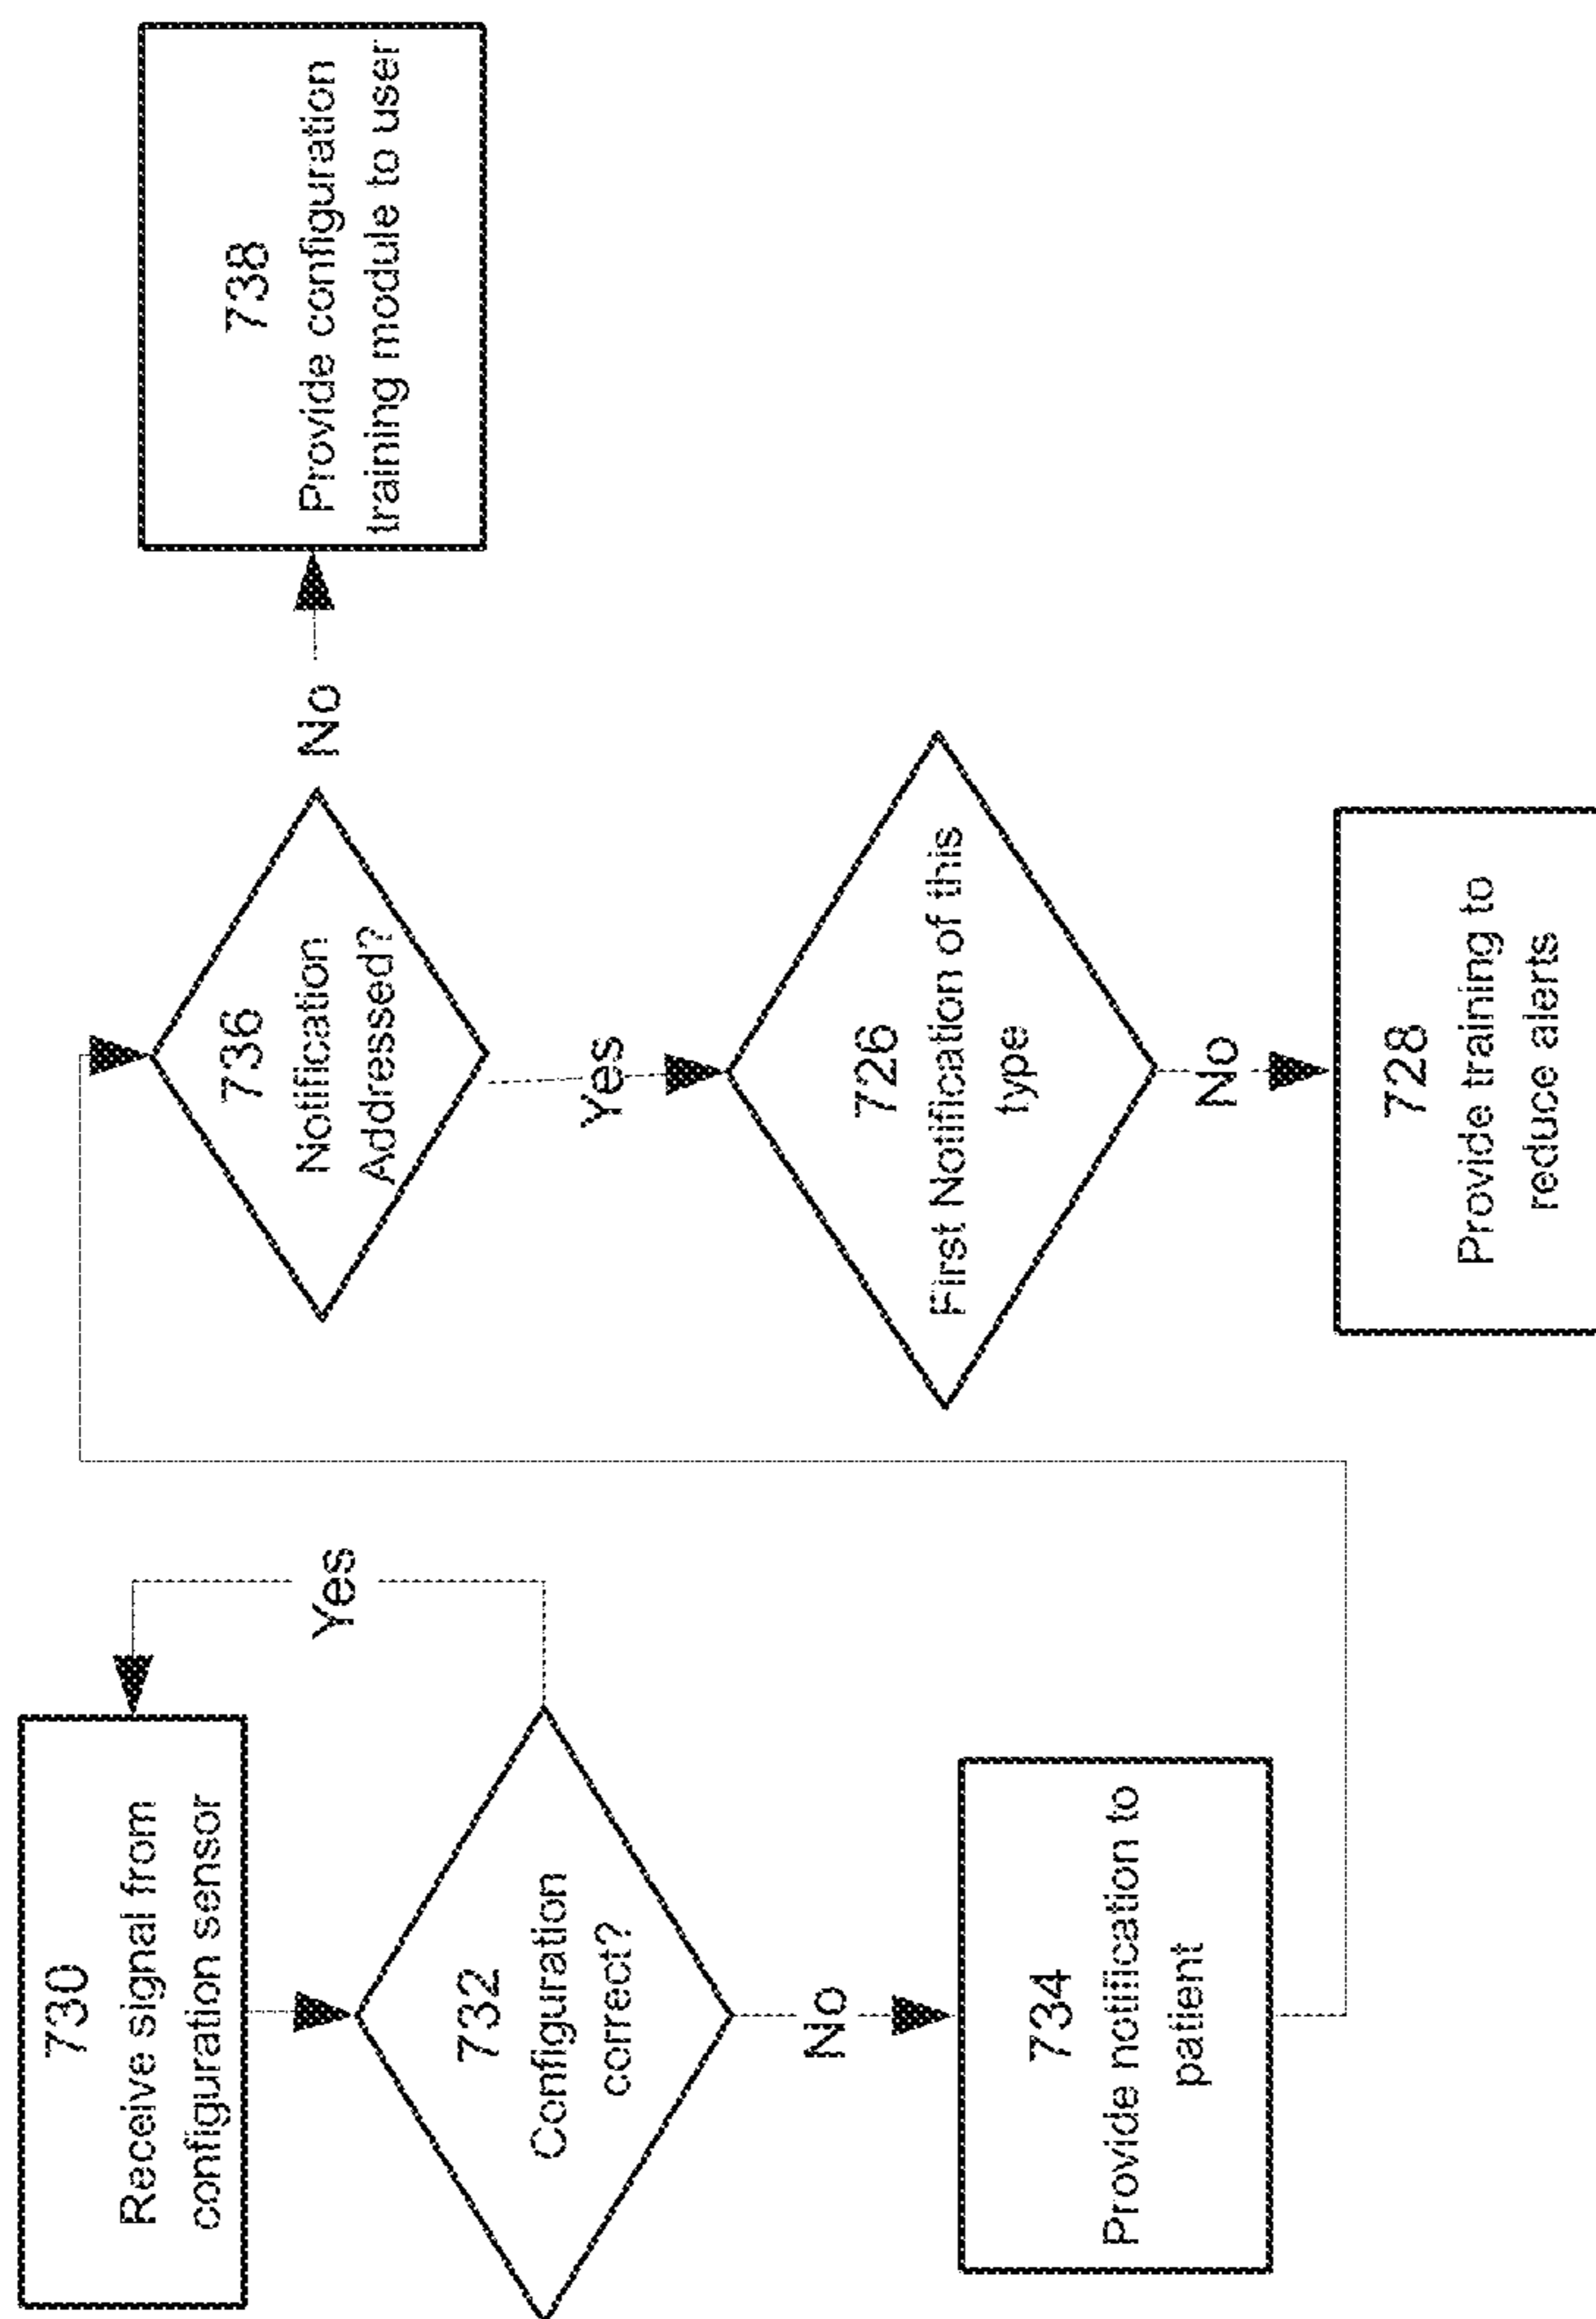 730
Receive signal from
configuration sensor
Yes
732
Configuration
correct?
No
734
Provide notification to
patient
736
Notification
Addressed?
No
738
Provide configuration
training module to user
Yes
726
First Notification of this
type
No
728
Provide training to
reduce alerts